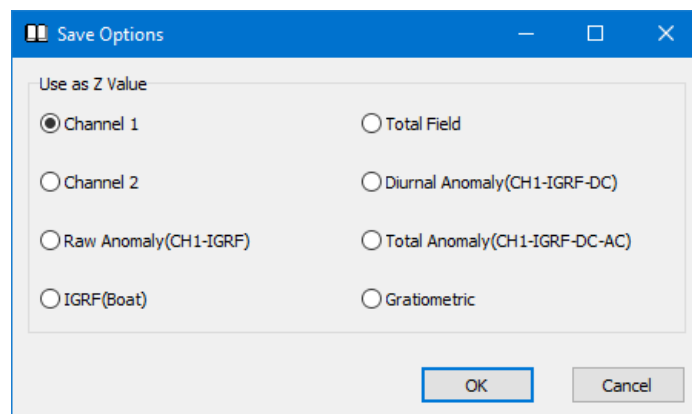 Save Options
Use as Z Value
Channel 1
Total Field
Channel 2
Diurnal Anomaly(CH1-IGRF-DC)
Raw Anomaly(CH1-IGRF)
Total Anomaly(CH1-IGRF-DC-AC)
IGRF(Boat)
Gratiometric
OK
Cancel